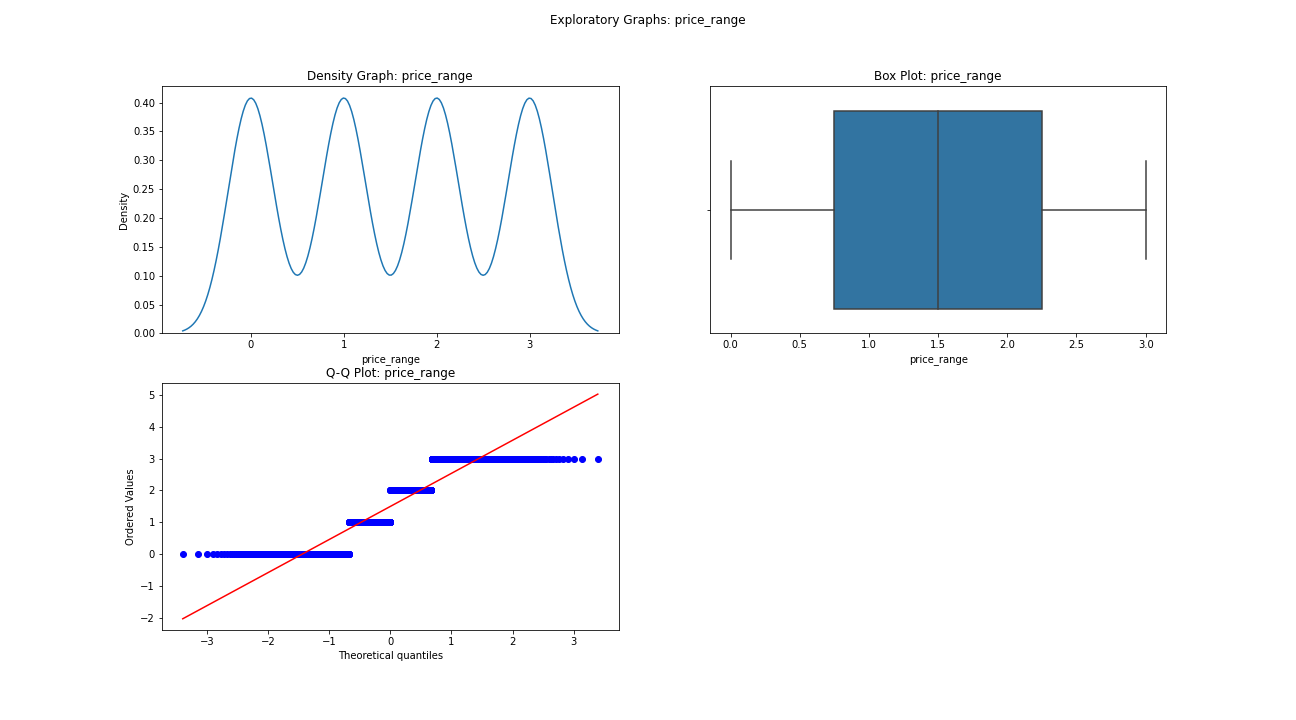 Exploratory Graphs: price_range
Density Graph: price_range
0.40
0.35
0.30
0.25
0.20
0.15
0.10
0.05
0.00
Density
0 1 2 3
price_range
Box Plot: price_range
0.0 0.5 1.0 1.5 2.0 2.5 3.0
price_range
Q-Q Plot: price_range
5
4
3
2
1
0
−1
−2
Ordered Values
−3 −2 −1 0 1 2 3
Theoretical quantiles